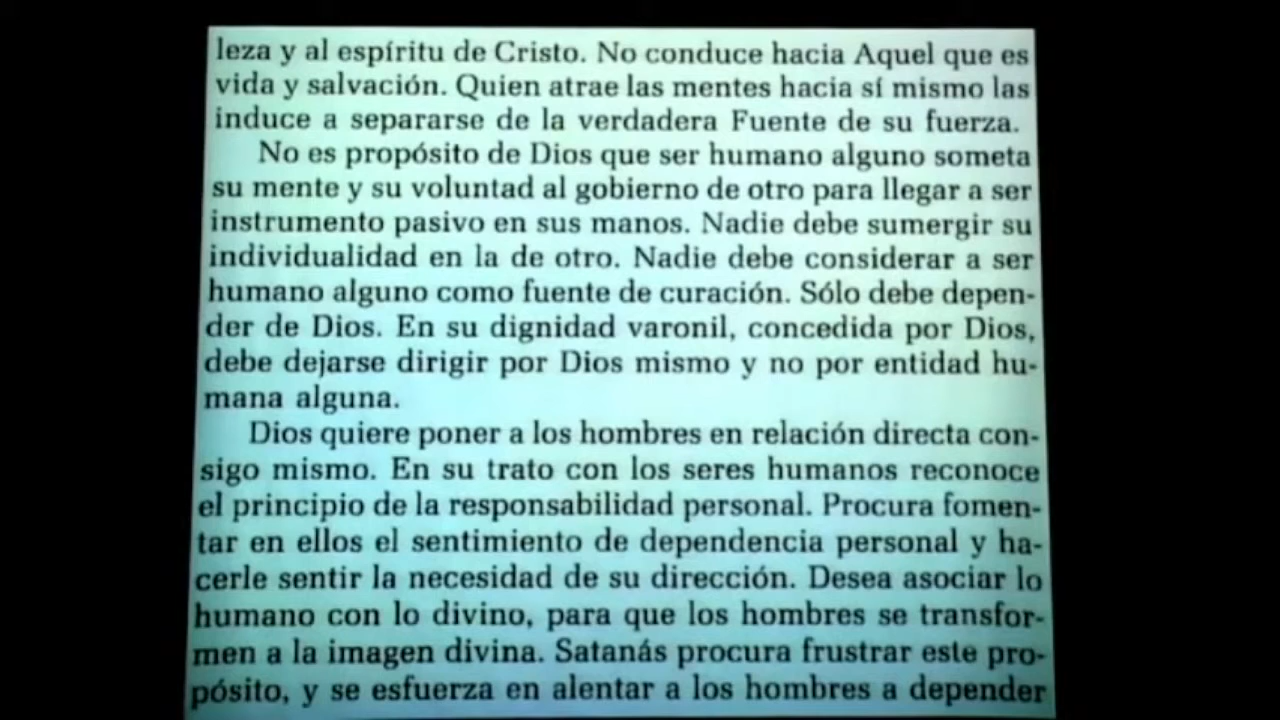 leza y al espíritu de Cristo. No conduce hacia Aquel que es
vida y salvación. Quien atrae las mentes hacia sí mismo las
induce a separarse de la verdadera Fuente de su fuerza.
No es propósito de Dios que ser humano alguno someta
su mente y su voluntad al gobierno de otro para llegar a ser
instrumento pasivo en sus manos. Nadie debe sumergir su
individualidad en la de otro. Nadie debe considerar a ser
humano alguno como fuente de curación. Sólo debe depen-
der de Dios. En su dignidad varonil, concedida por Dios,
debe dejarse dirigir por Dios mismo y no por entidad hu-
mana alguna.
Dios quiere poner a los hombres en relación directa con-
sigo mismo. En su trato con los seres humanos reconoce
el principio de la responsabilidad personal. Procura fomen-
tar en ellos el sentimiento de dependencia personal y ha-
cerle sentir la necesidad de su dirección. Desea asociar lo
humano con lo divino, para que los hombres se transfor-
men a la imagen divina. Satanás procura frustrar este pro-
pósito, y se esfuerza en alentar a los hombres a depender